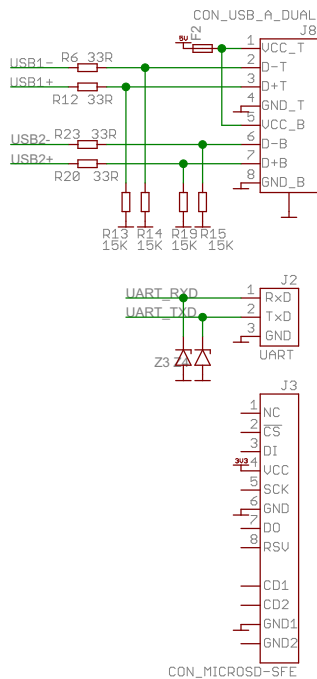 CON_USB_A_DUAL
J8
5V
F2
1 VCC_T
USB1- R6 33R 2 D-T
USB1+ R12 33R 3 D+T
4 GND_T
5 VCC_B
USB2- R23 33R 6 D-B
USB2+ R20 33R 7 D+B
8 GND_B
R13 R14 R19 R15
15K 15K 15K 15K
J2
UART_RXD 1 RxD
UART_TXD 2 TxD
3 GND
UART
Z3 Z4
J3
1 NC
2 CS
3 DI
3V3 4 VCC
5 SCK
6 GND
7 DO
8 RSV
CD1
CD2
GND1
GND2
CON_MICROSD-SFE